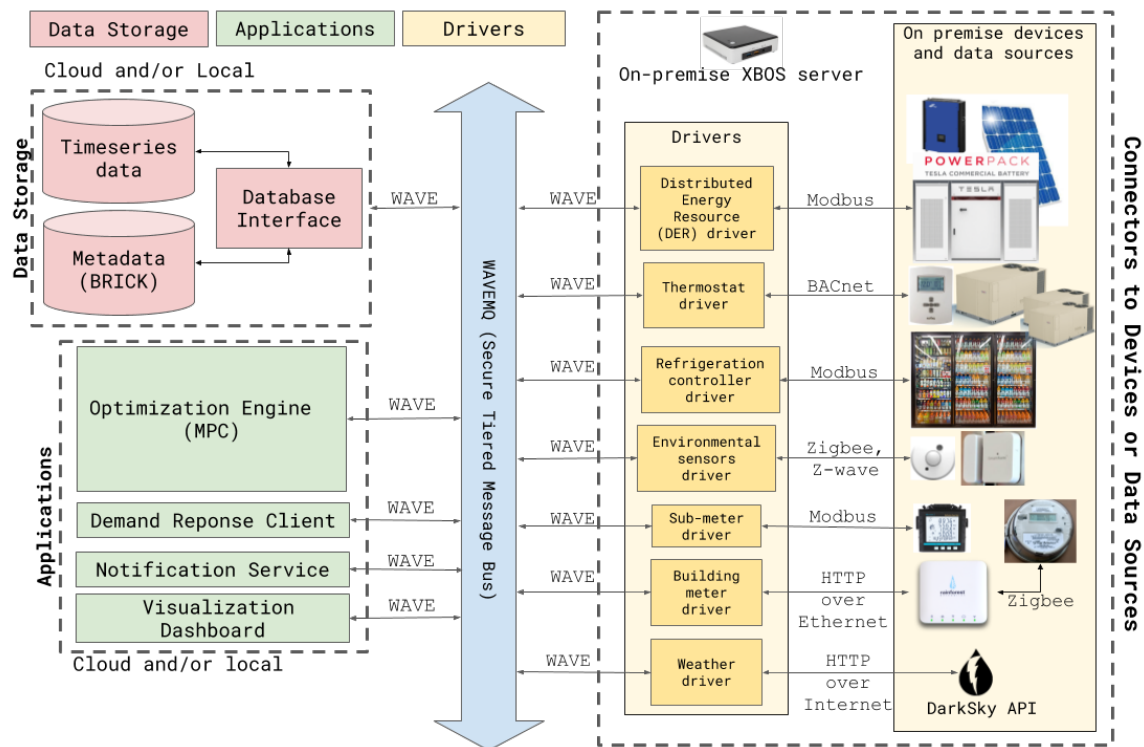 Data Storage
Applications
Drivers
Cloud and/or Local
Data Storage
Timeseries
data
Metadata
(BRICK)
Database
Interface
WAVE
Applications
Optimization Engine
(MPC)
WAVE
Demand Reponse Client
WAVE
Notification Service
WAVE
Visualization
Dashboard
WAVE
Cloud and/or local
WAVEMQ (Secure Tiered Message Bus)
On-premise XBOS server
Drivers
WAVE
Distributed
Energy
Resource
(DER) driver
Modbus
WAVE
Thermostat
driver
BACnet
WAVE
Refrigeration
controller
driver
Modbus
WAVE
Environmental
sensors
driver
Zigbee,
Z-wave
WAVE
Sub-meter
driver
Modbus
WAVE
Building
meter
driver
HTTP
over
Ethernet
WAVE
Weather
driver
HTTP
over
Internet
On premise devices
and data sources
POWERPACK
TESLA COMMERCIAL BATTERY
TESLA
rainforest
Zigbee
DarkSky API
Connectors to Devices or Data Sources